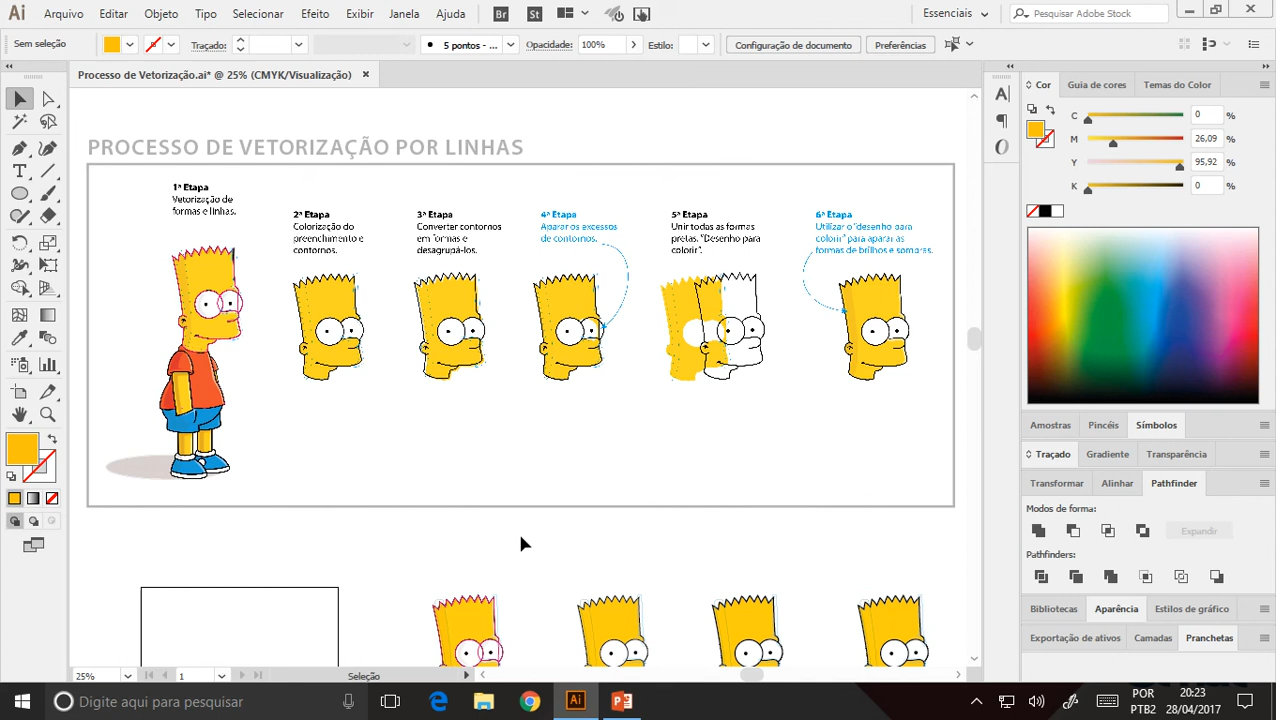 Ai Arquivo Editar Objeto Tipo Selecionar Efeito Exibir Janela Ajuda Br St Essenciais Pesquisar Adobe Stock
Sem seleção Traçado: 5 pontos - ... Opacidade: 100% Estilo: Configuração de documento Preferências
Processo de Vetorização.ai* @ 25% (CMYK/Visualização) ×
Cor Guia de cores Temas do Color
C 0 %
M 26,09 %
Y 95,92 %
K 0 %
PROCESSO DE VETORIZAÇÃO POR LINHAS
1ª Etapa
Vetorização de
formas e linhas.
2ª Etapa
Colorização do
preenchimento e
contornos.
3ª Etapa
Converter contornos
em formas e
desagrupá-los.
4ª Etapa
Aparar os excessos
de contornos.
5ª Etapa
Unir todas as formas
pretas. "Desenho para
colorir".
6ª Etapa
Utilizar o "desenho para
colorir" para aparar as
formas de brilhos e sombras.
Amostras Pincéis Símbolos
Traçado Gradiente Transparência
Transformar Alinhar Pathfinder
Modos de forma:
Expandir
Pathfinders:
Bibliotecas Aparência Estilos de gráfico
Exportação de ativos Camadas Pranchetas
25% 1 Seleção
Digite aqui para pesquisar
Ai
POR
PTB2
20:23
28/04/2017